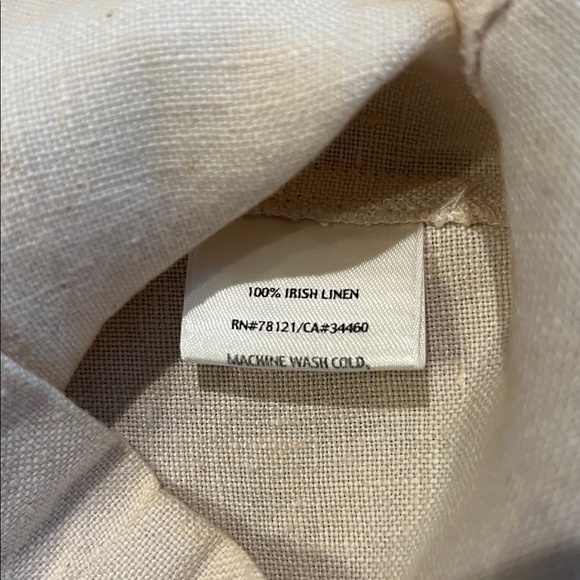 100% IRISH LINEN
RN#78121/CA#34460
MACHINE WASH COLD,